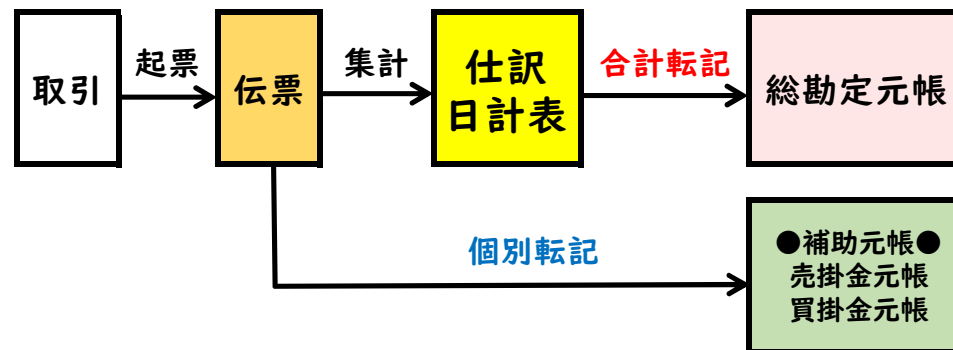 取引
起票
伝票
集計
仕訳
日計表
合計転記
総勘定元帳
個別転記
●補助元帳●
売掛金元帳
買掛金元帳